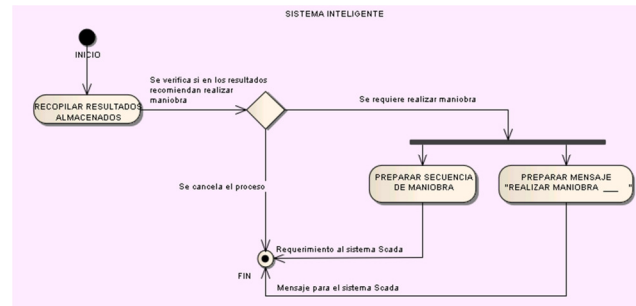 SISTEMA INTELIGENTE
INICIO
RECOPILAR RESULTADOS
ALMACENADOS
Se verifica si en los resultados
recomiendan realizar
maniobra
Se requiere realizar maniobra
Se cancela el proceso
PREPARAR SECUENCIA
DE MANIOBRA
PREPARAR MENSAJE
"REALIZAR MANIOBRA ___ "
Requerimiento al sistema Scada
FIN
Mensaje para el sistema Scada